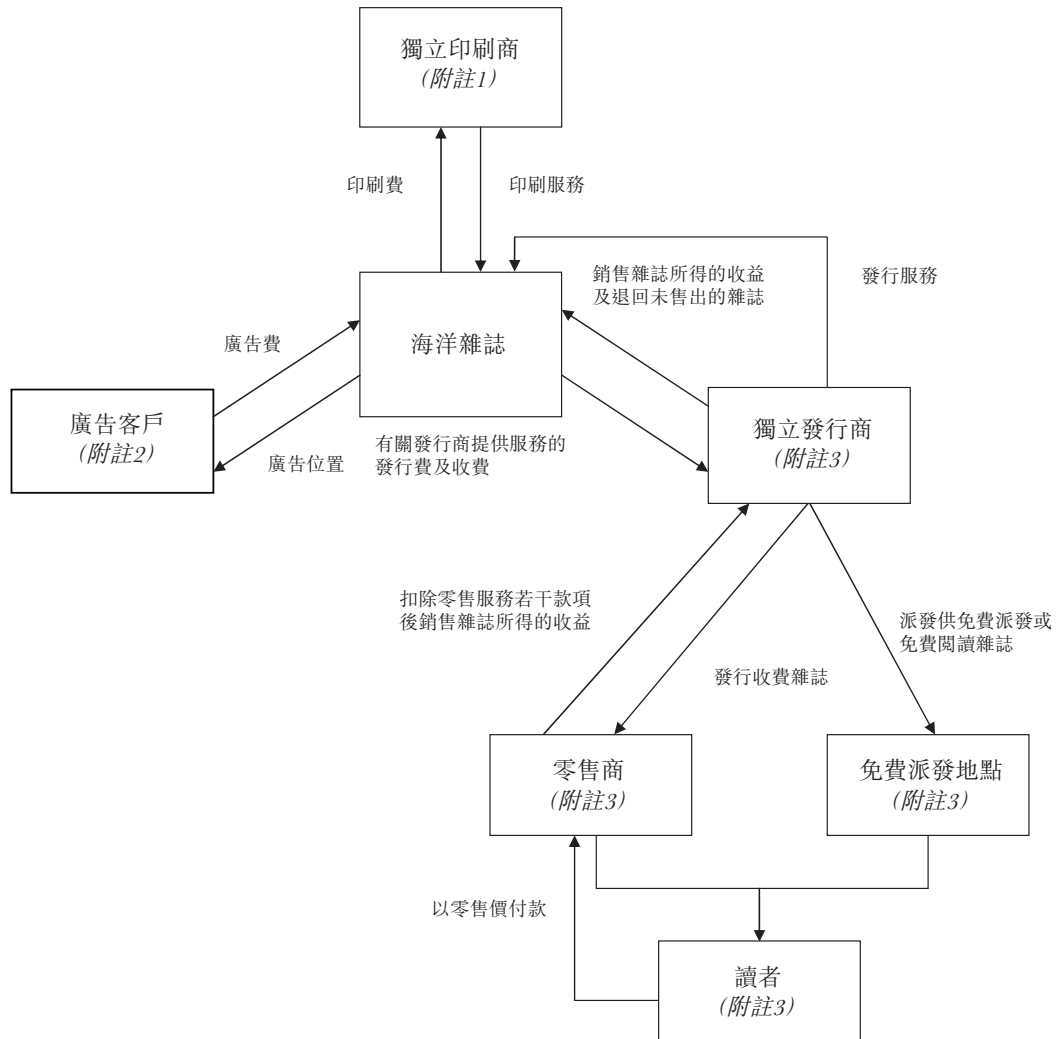 獨立印刷商
(附註1)
印刷費
印刷服務
銷售雜誌所得的收益
及退回未售出的雜誌
發行服務
海洋雜誌
廣告費
廣告客戶
(附註2)
獨立發行商
(附註3)
有關發行商提供服務的
發行費及收費
廣告位置
扣除零售服務若干款項
後銷售雜誌所得的收益
派發供免費派發或
免費閱讀雜誌
發行收費雜誌
零售商
(附註3)
免費派發地點
(附註3)
以零售價付款
讀者
(附註3)